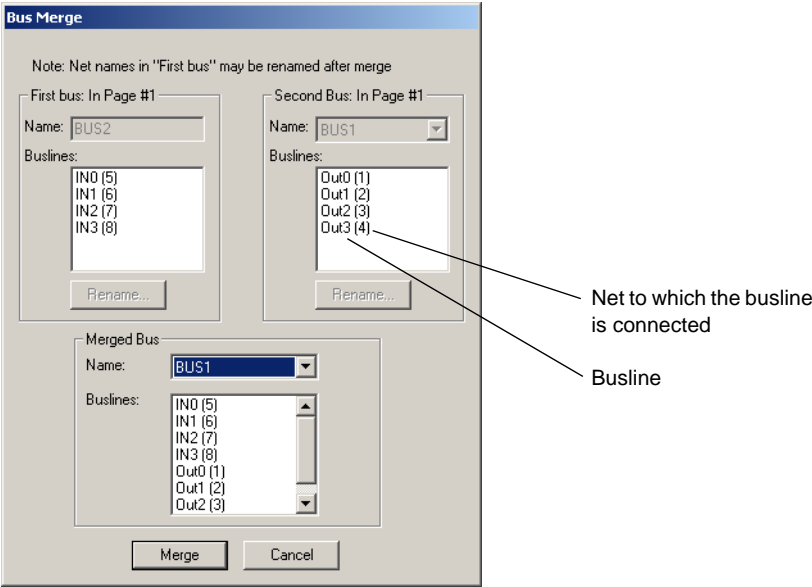 Bus Merge
Note: Net names in "First bus" may be renamed after merge
First bus: In Page #1
Name: BUS2
Buslines:
IN0 (5)
IN1 (6)
IN2 (7)
IN3 (8)
Rename...
Second Bus: In Page #1
Name: BUS1
Buslines:
Out0 (1)
Out1 (2)
Out2 (3)
Out3 (4)
Rename...
Net to which the busline
is connected
Busline
Merged Bus
Name: BUS1
Buslines:
IN0 (5)
IN1 (6)
IN2 (7)
IN3 (8)
Out0 (1)
Out1 (2)
Out2 (3)
Merge Cancel